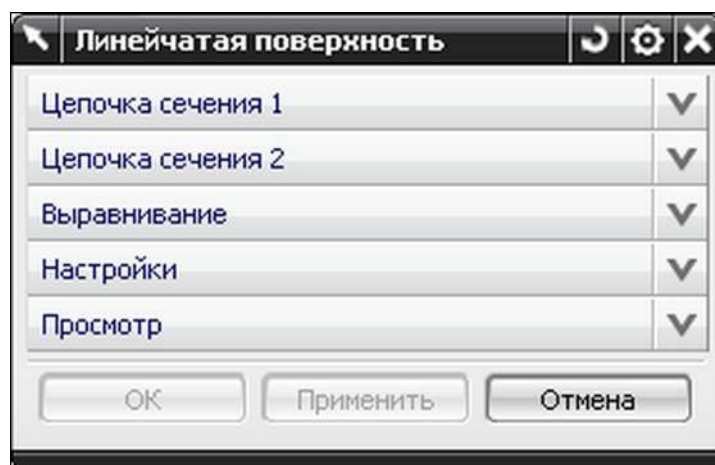 Линейчатая поверхность
Цепочка сечения 1
Цепочка сечения 2
Выравнивание
Настройки
Просмотр
ОК Применить Отмена